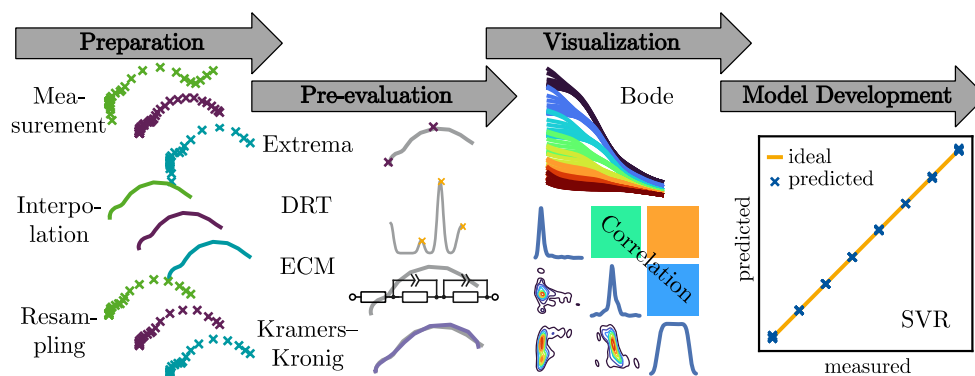 Preparation
Mea-
surement
Interpo-
lation
Resam-
pling
Pre-evaluation
Extrema
DRT
ECM
Kramers–
Kronig
Visualization
Bode
Correlation
Model Development
ideal
predicted
predicted
SVR
measured